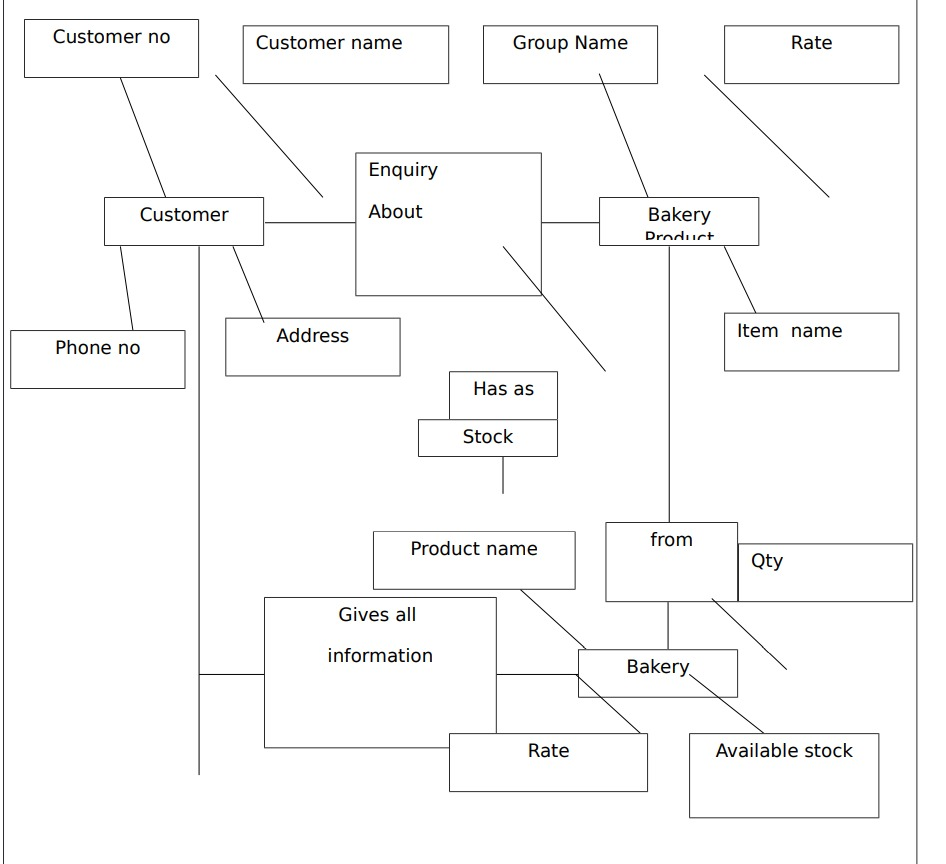 Customer no
Customer name
Group Name
Rate
Enquiry
About
Customer
Bakery
Product
Phone no
Address
Item  name
Has as
Stock
Product name
from
Qty
Gives all
information
Bakery
Rate
Available stock